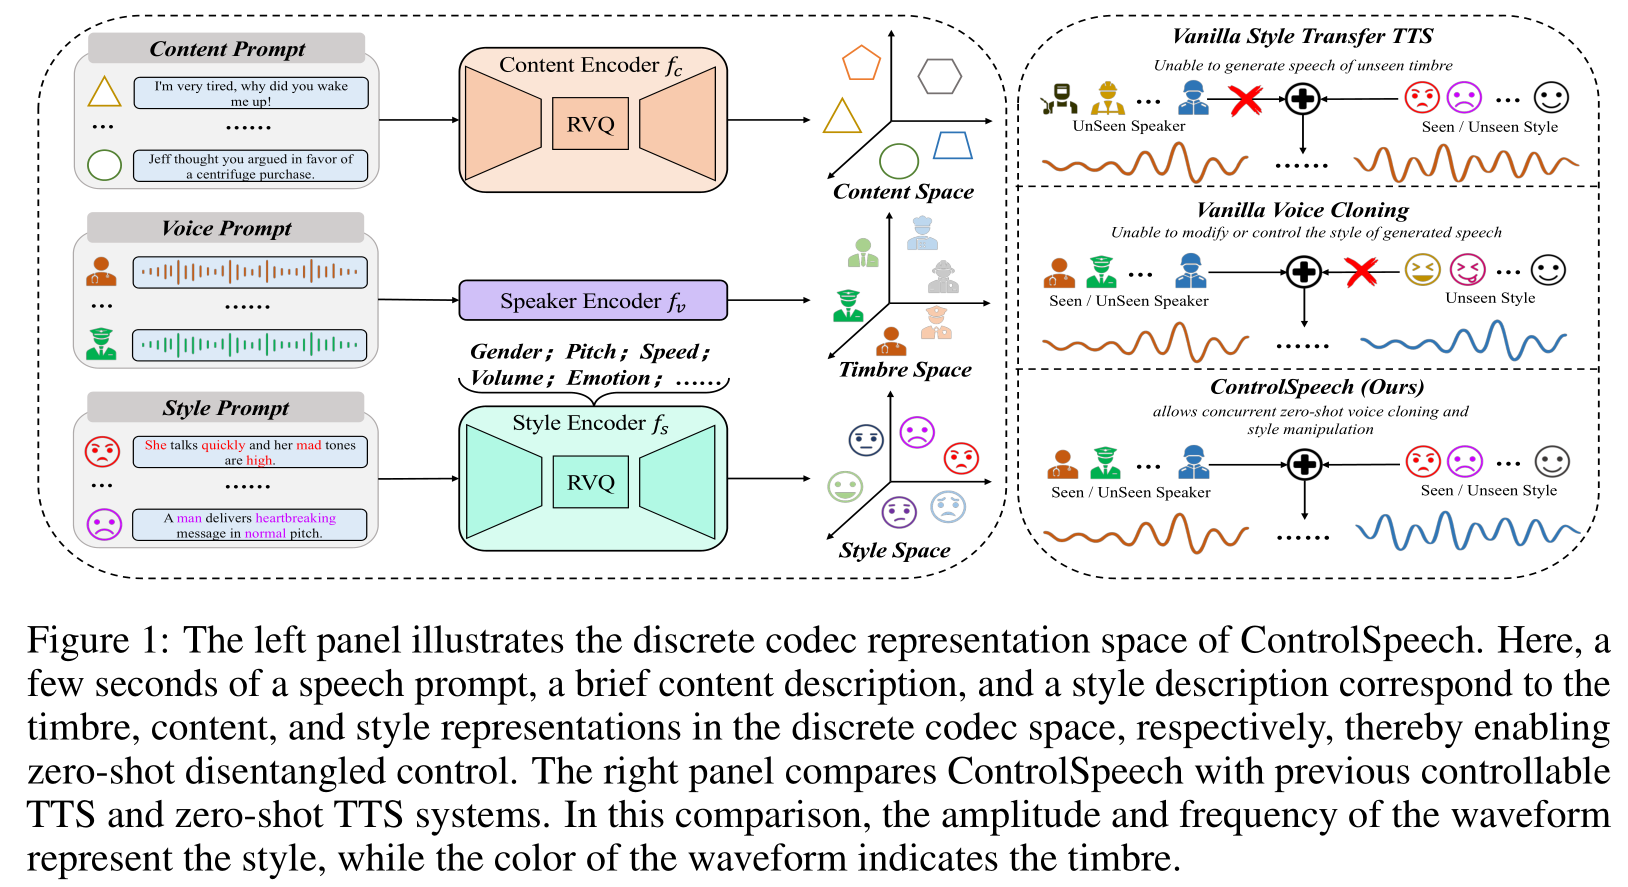 Content Prompt
I'm very tired, why did you wake
me up!
... ......
Jeff thought you argued in favor of
a centrifuge purchase.
Content Encoder f_c
RVQ
Content Space
Voice Prompt
... ......
Speaker Encoder f_v
Timbre Space
Gender; Pitch; Speed;
Volume; Emotion; ......
Style Prompt
She talks quickly and her mad tones
are high.
... ......
A man delivers heartbreaking
message in normal pitch.
Style Encoder f_s
RVQ
Style Space
Vanilla Style Transfer TTS
Unable to generate speech of unseen timbre
... ...
UnSeen Speaker
Seen / Unseen Style
......
Vanilla Voice Cloning
Unable to modify or control the style of generated speech
... ...
Seen / UnSeen Speaker
Unseen Style
......
ControlSpeech (Ours)
allows concurrent zero-shot voice cloning and
style manipulation
... ...
Seen / UnSeen Speaker
Seen / Unseen Style
......
Figure 1: The left panel illustrates the discrete codec representation space of ControlSpeech. Here, a
few seconds of a speech prompt, a brief content description, and a style description correspond to the
timbre, content, and style representations in the discrete codec space, respectively, thereby enabling
zero-shot disentangled control. The right panel compares ControlSpeech with previous controllable
TTS and zero-shot TTS systems. In this comparison, the amplitude and frequency of the waveform
represent the style, while the color of the waveform indicates the timbre.